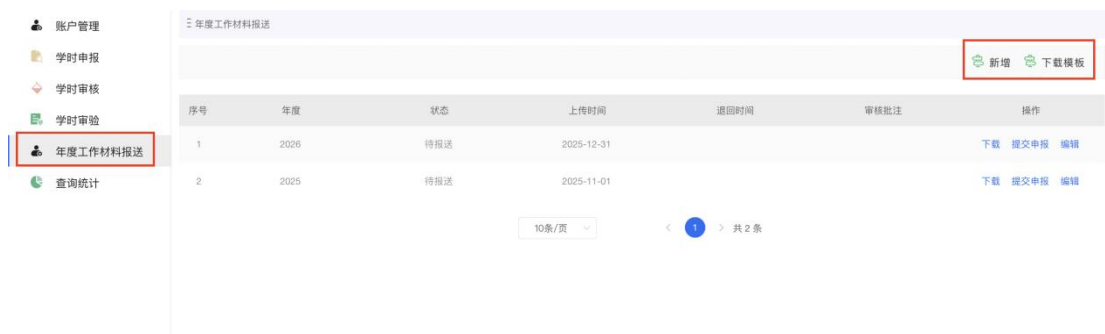 账户管理
学时申报
学时审核
学时审验
年度工作材料报送
查询统计
年度工作材料报送
新增 下载模板
序号 年度 状态 上传时间 退回时间 审核批注 操作
1 2026 待报送 2025-12-31 下载 提交申报 编辑
2 2025 待报送 2025-11-01 下载 提交申报 编辑
10条/页 < 1 > 共 2 条